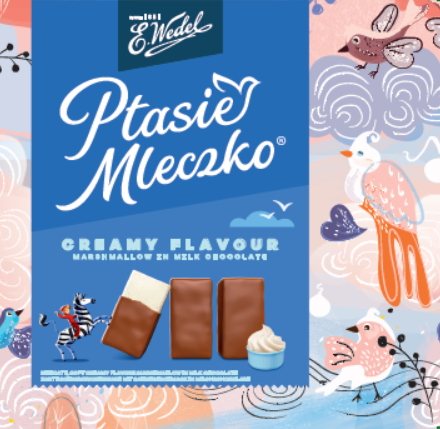 E. Wedel
Ptasie
Mleczko®
CREAMY FLAVOUR
MARSHMALLOW IN MILK CHOCOLATE